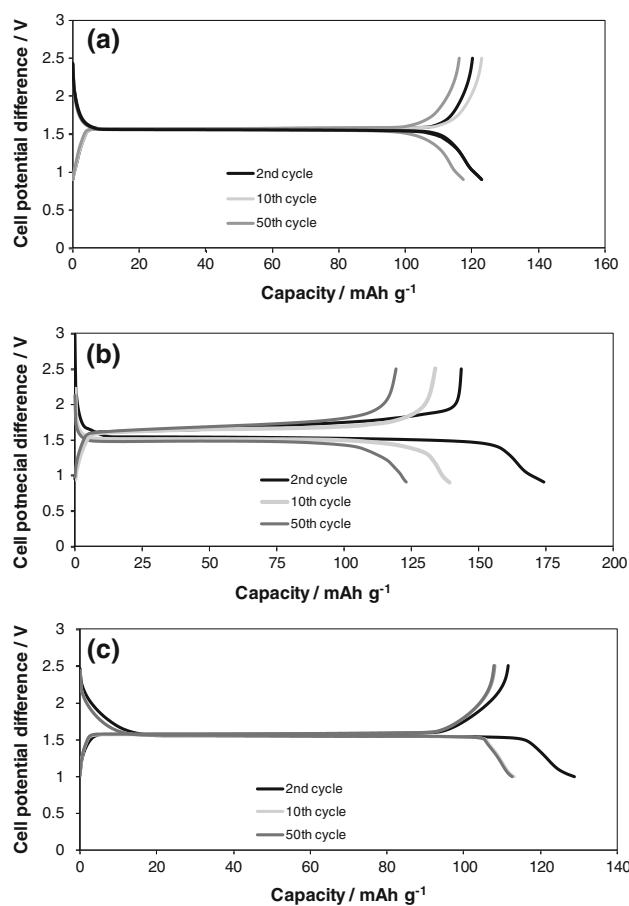 (a)
Cell potential difference / V
3
2.5
2
1.5
1
0.5
0
2nd cycle
10th cycle
50th cycle
0 20 40 60 80 100 120 140 160
Capacity / mAh g-1
(b)
Cell potnecial difference / V
3
2.5
2
1.5
1
0.5
0
2nd cycle
10th cycle
50th cycle
0 25 50 75 100 125 150 175 200
Capacity / mAh g-1
(c)
Cell potential difference / V
3
2.5
2
1.5
1
0.5
0
2nd cycle
10th cycle
50th cycle
0 20 40 60 80 100 120 140
Capacity / mAh g-1